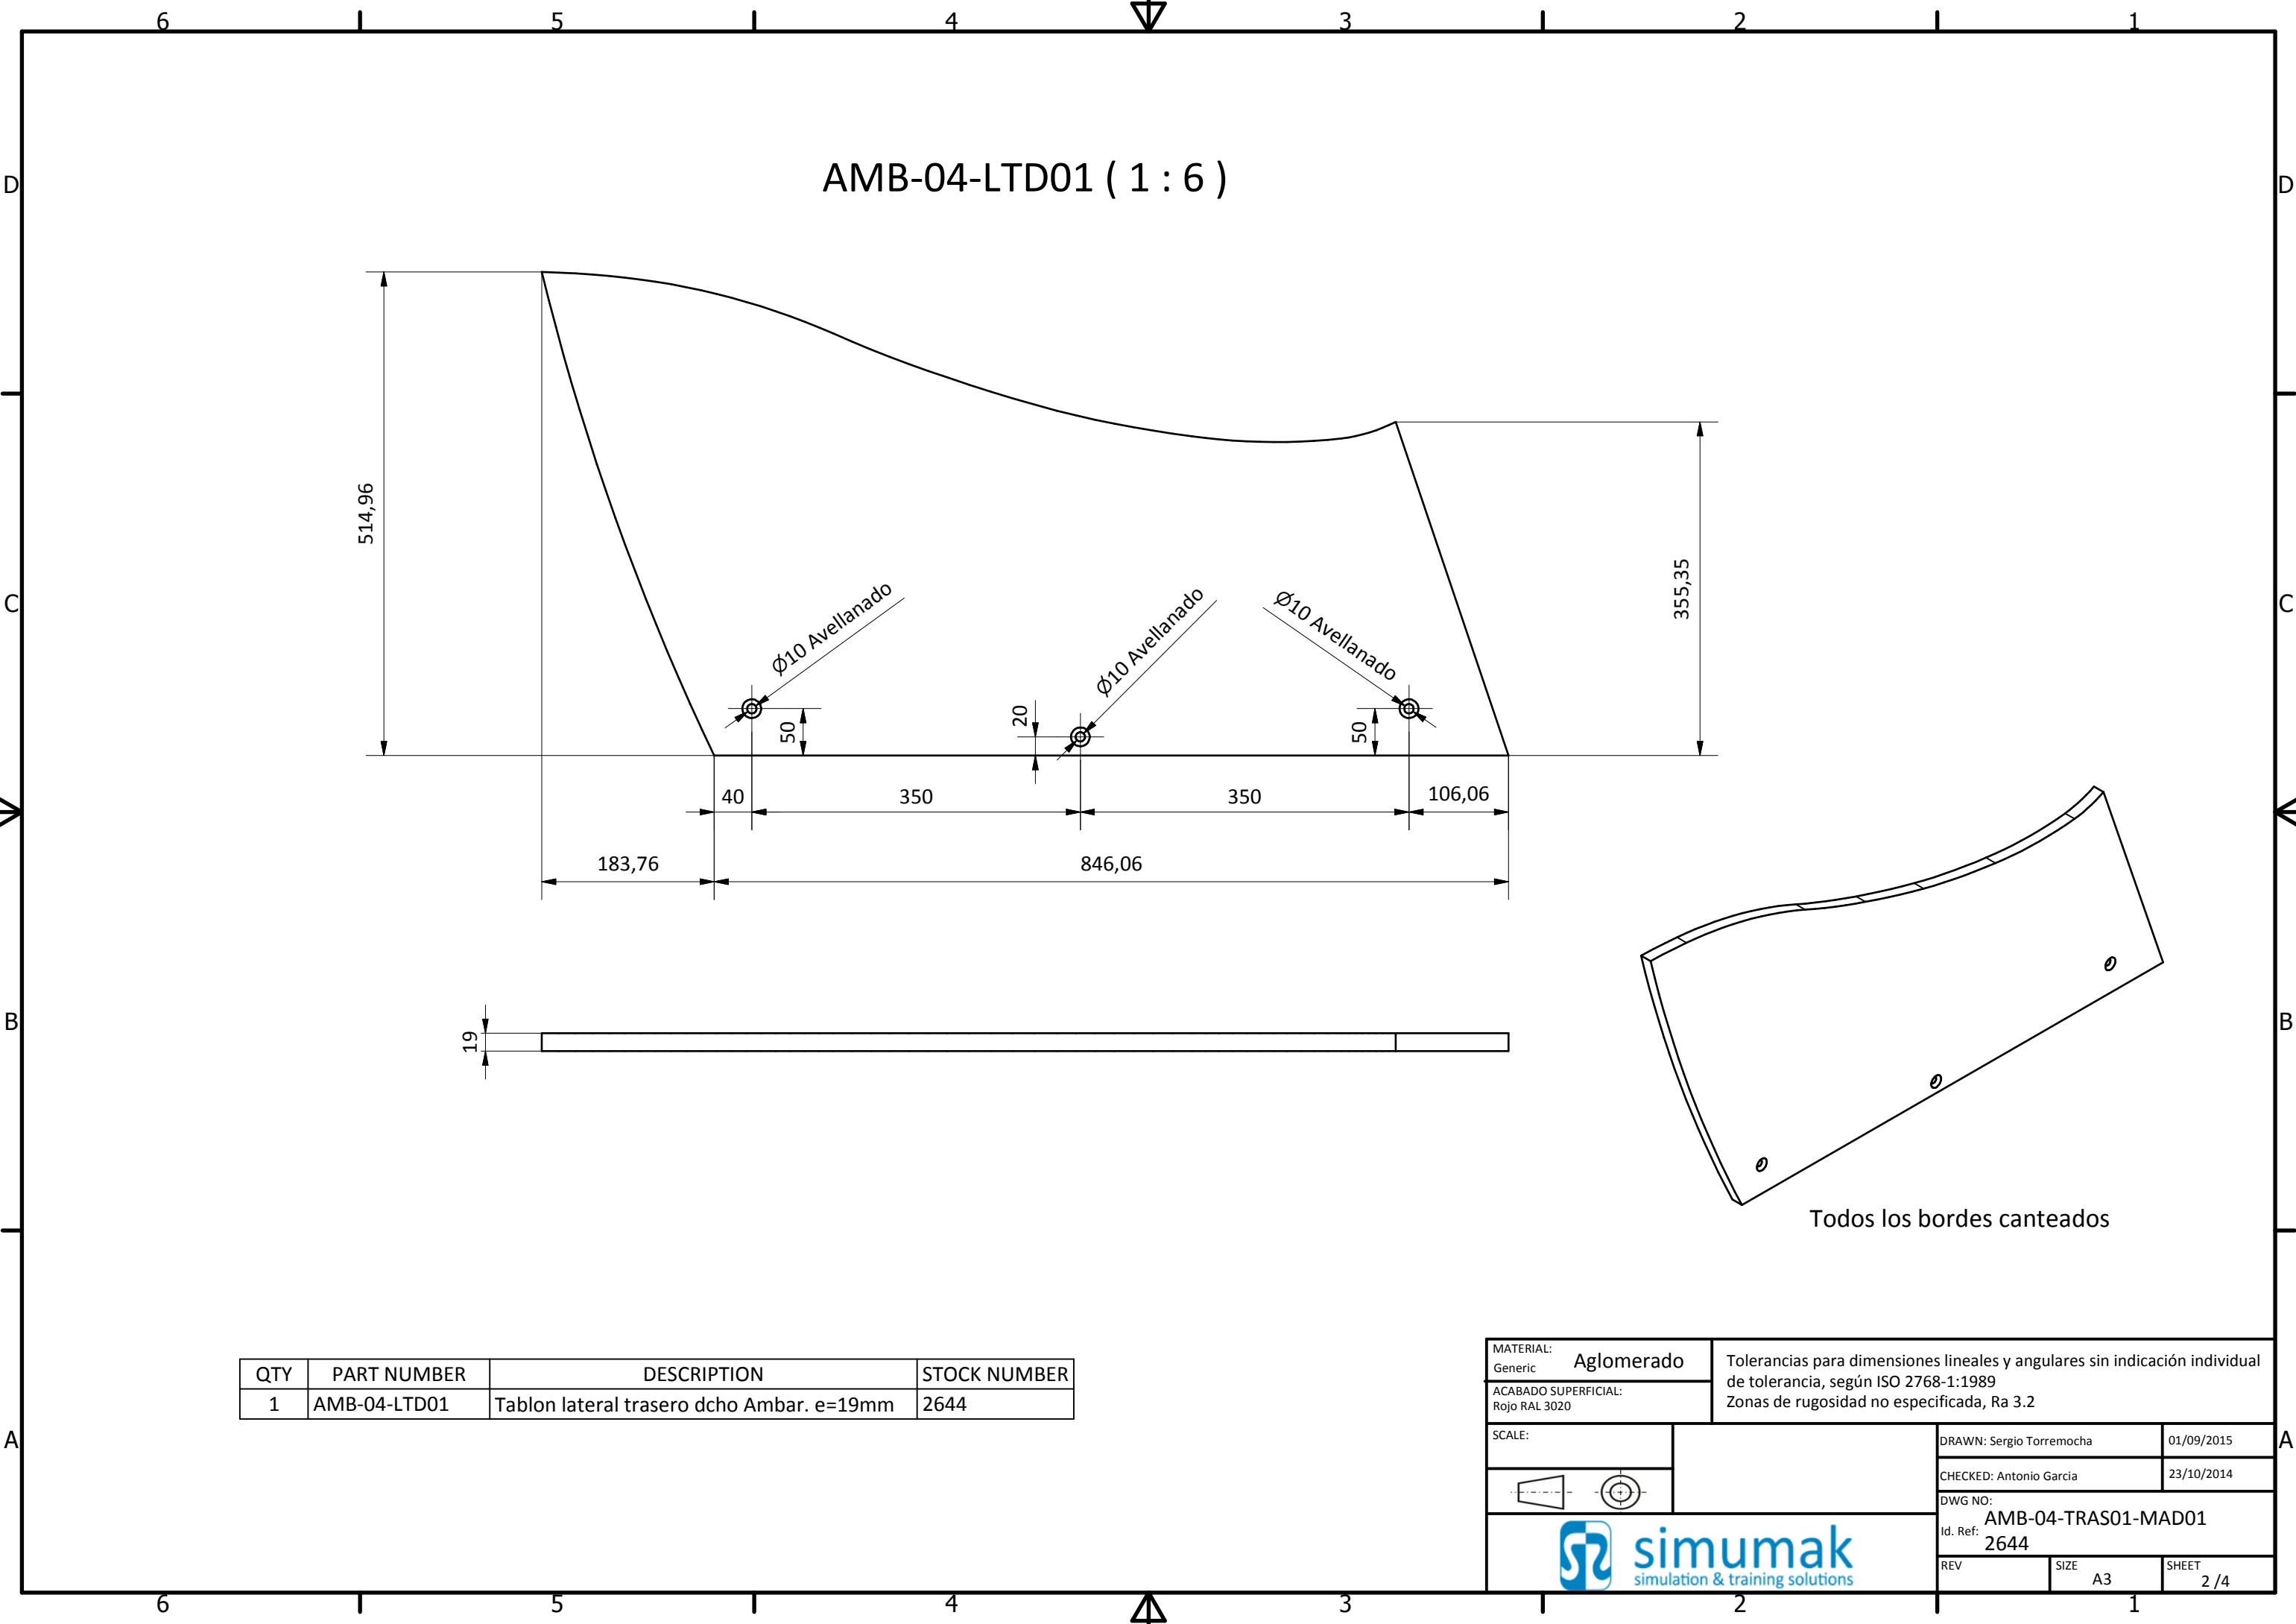 6 5 4 3 2 1
D D
AMB-04-LTD01 ( 1 : 6 )
514,96
355,35
C C
Ø10 Avellanado
Ø10 Avellanado
Ø10 Avellanado
50
20
50
40 350 350 106,06
183,76 846,06
19
B B
Todos los bordes canteados
QTY PART NUMBER DESCRIPTION STOCK NUMBER
1 AMB-04-LTD01 Tablon lateral trasero dcho Ambar. e=19mm 2644
MATERIAL:
Generic Aglomerado
ACABADO SUPERFICIAL:
Rojo RAL 3020
Tolerancias para dimensiones lineales y angulares sin indicación individual
de tolerancia, según ISO 2768-1:1989
Zonas de rugosidad no especificada, Ra 3.2
A A
SCALE:
DRAWN: Sergio Torremocha 01/09/2015
CHECKED: Antonio Garcia 23/10/2014
DWG NO:
AMB-04-TRAS01-MAD01
Id. Ref: 2644
REV SIZE A3 SHEET 2 /4
simumak
simulation & training solutions
6 5 4 3 2 1